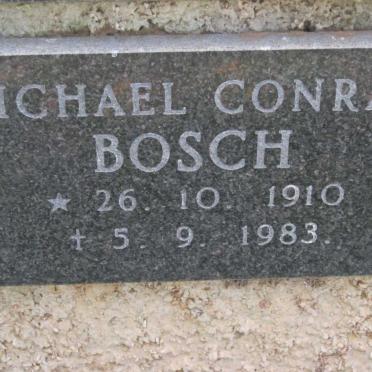 ICHAEL CONRA
BOSCH
★ 26. 10. 1910
✝ 5. 9. 1983.